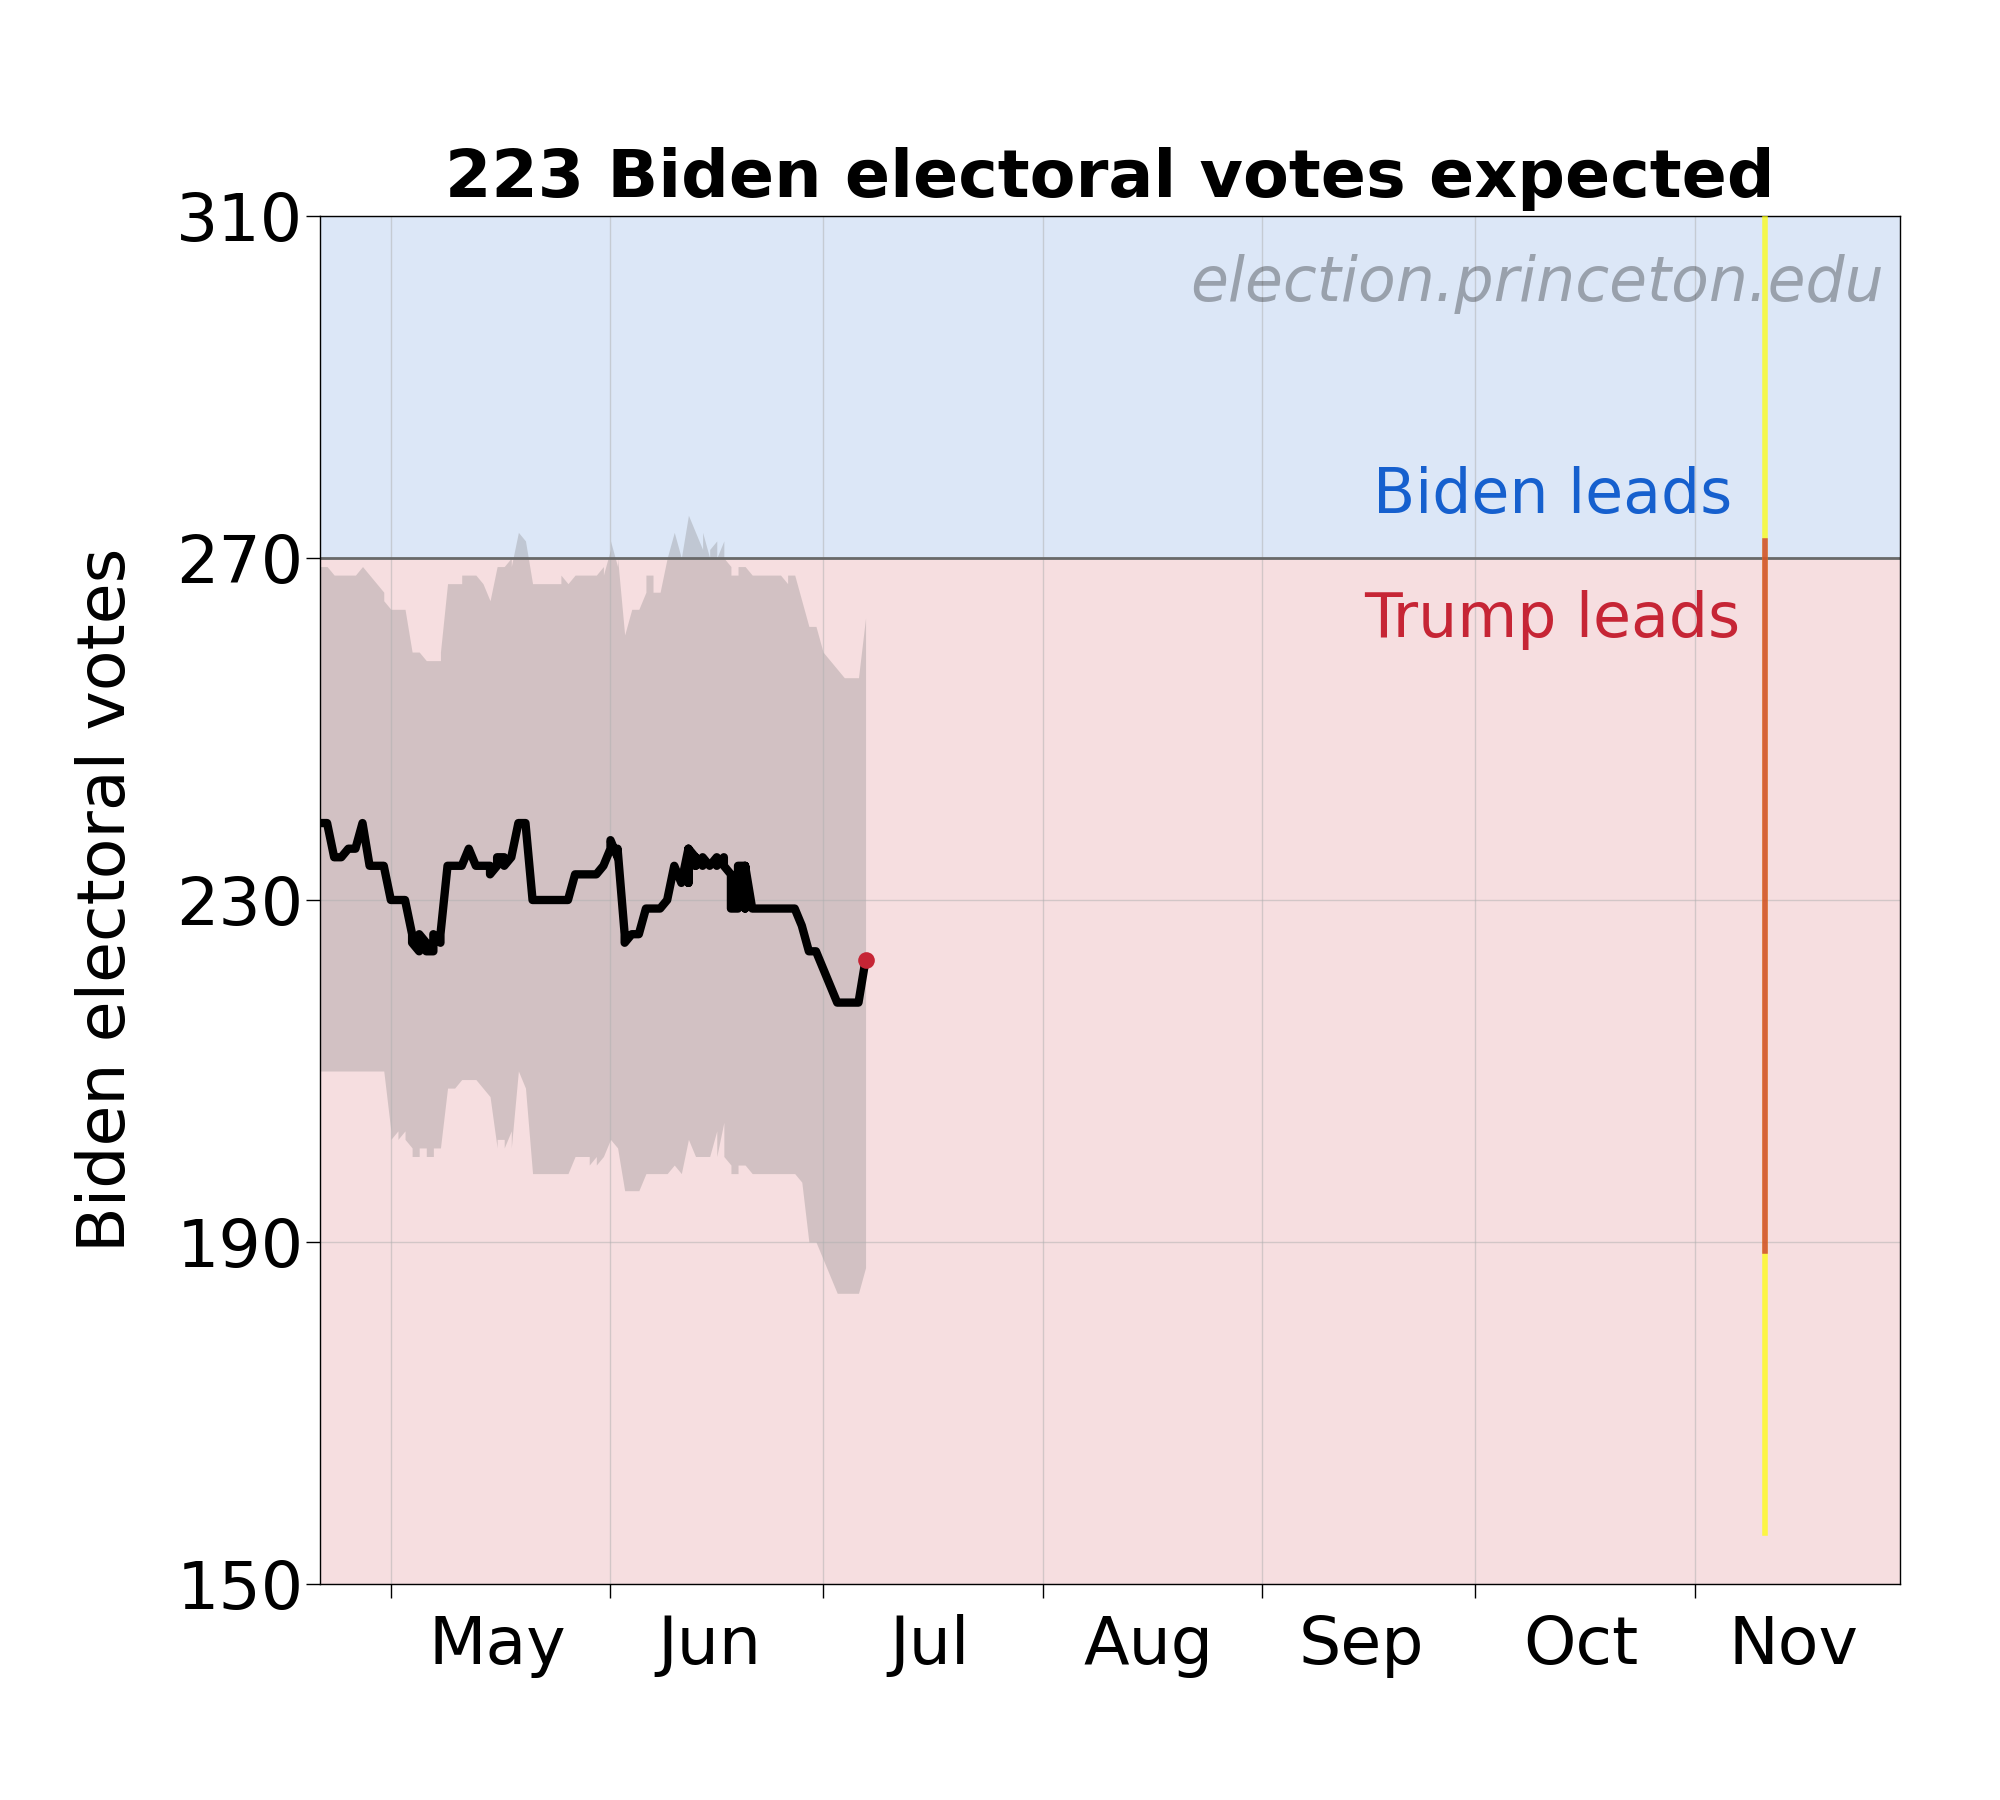 223 Biden electoral votes expected
310
election.princeton.edu
Biden leads
270
Trump leads
Biden electoral votes
230
190
150
May Jun Jul Aug Sep Oct Nov